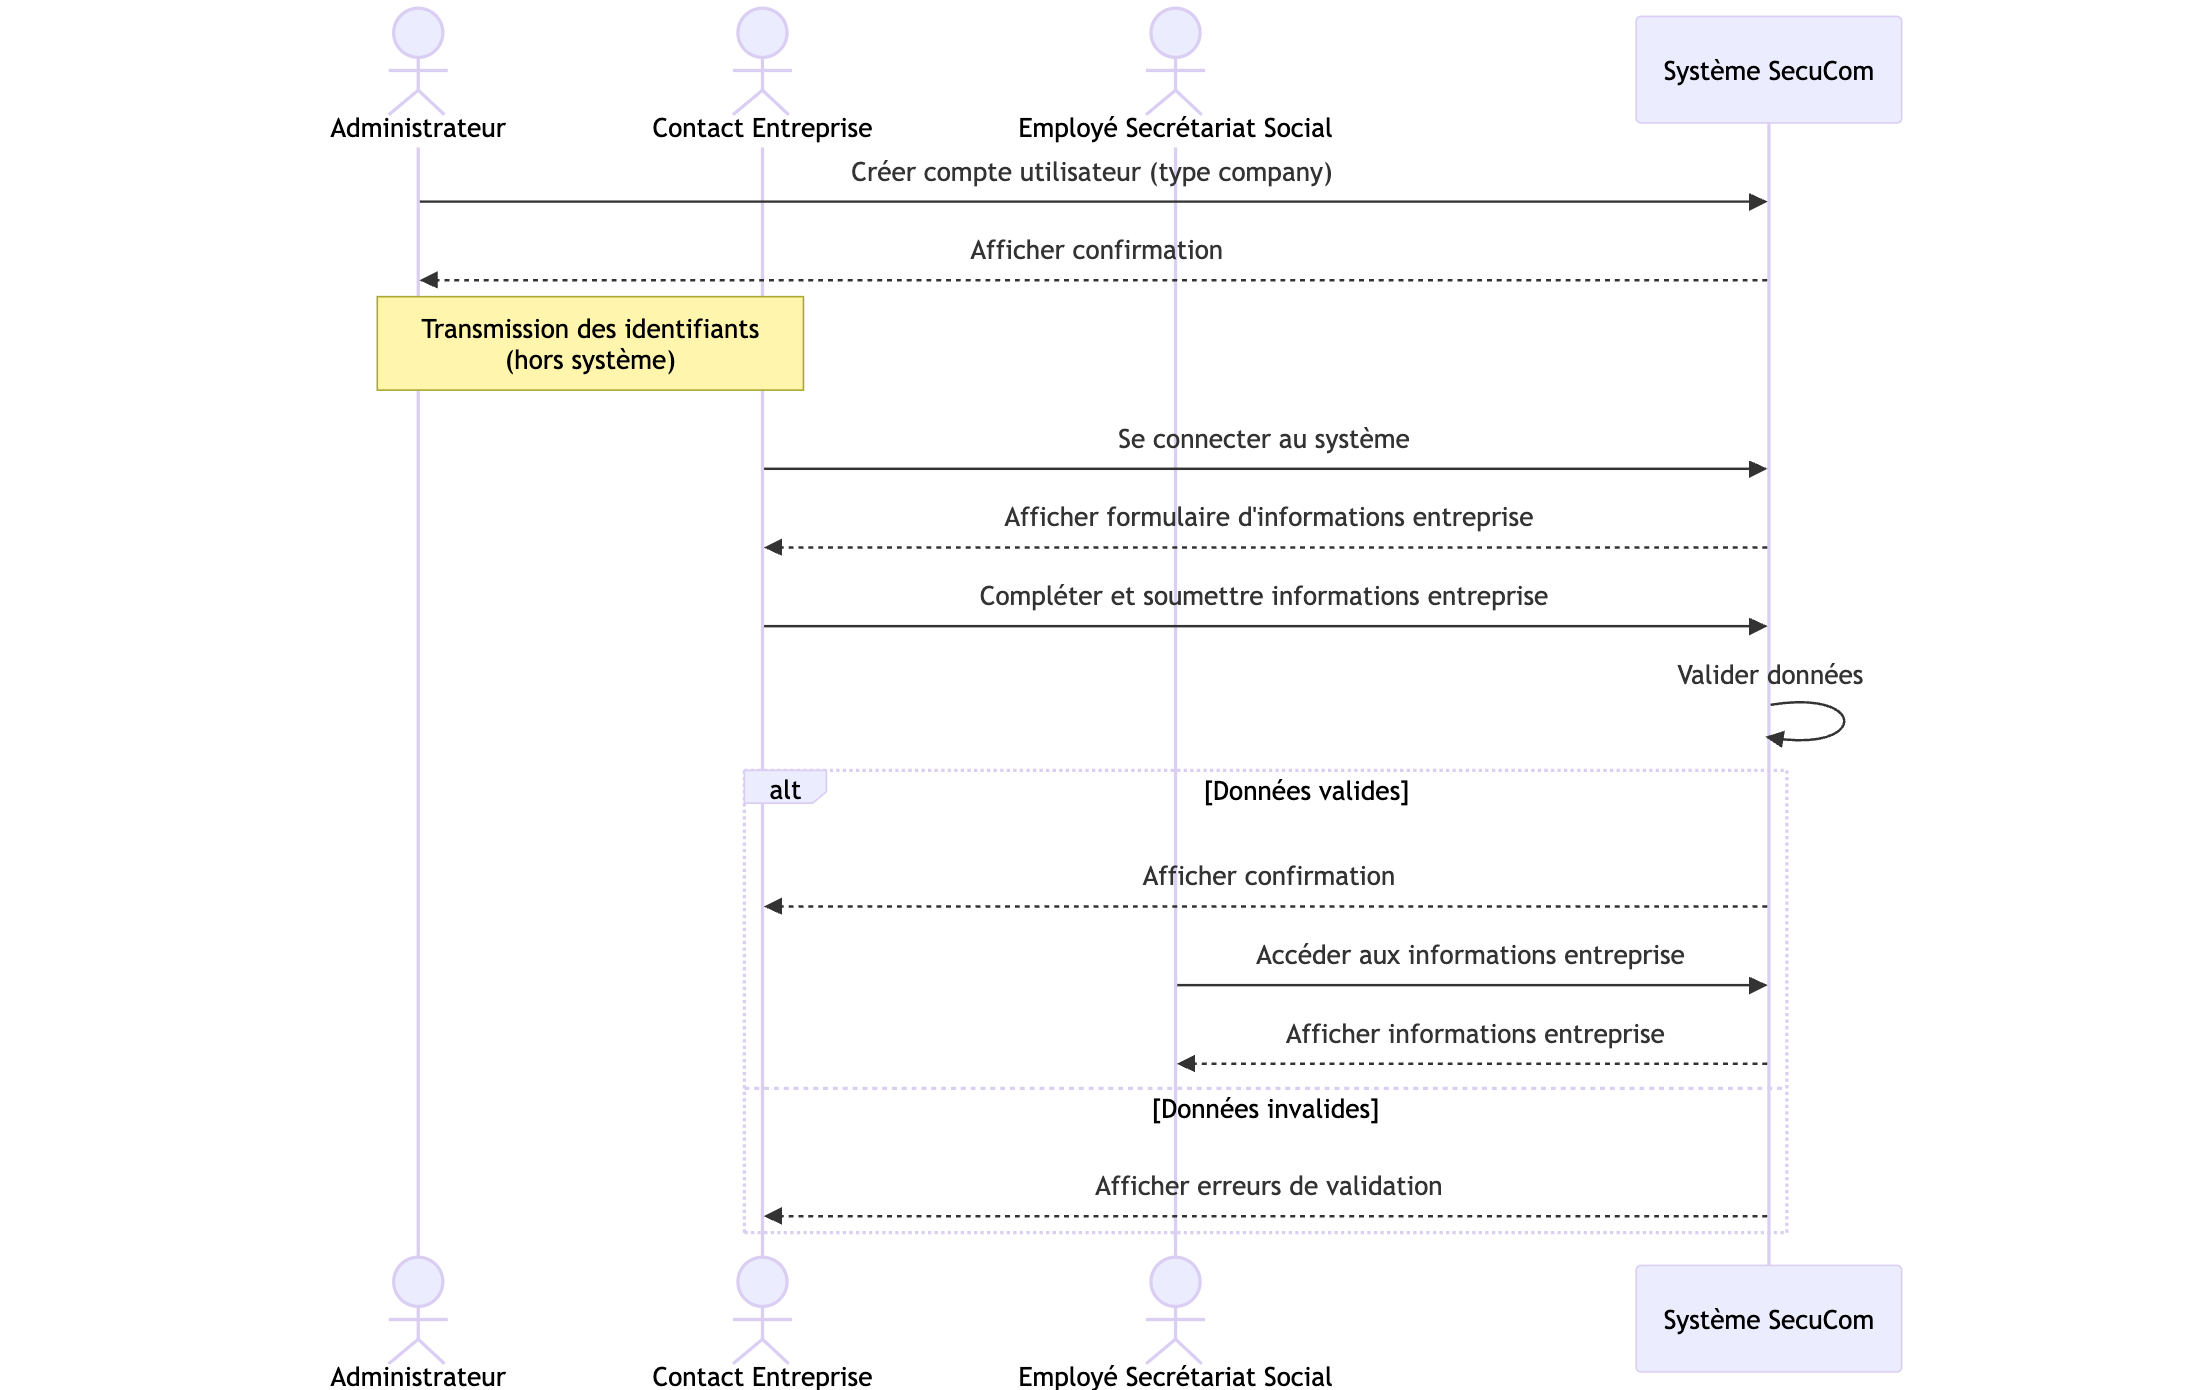 Administrateur
Contact Entreprise
Employé Secrétariat Social
Système SecuCom
Créer compte utilisateur (type company)
Afficher confirmation
Transmission des identifiants
(hors système)
Se connecter au système
Afficher formulaire d'informations entreprise
Compléter et soumettre informations entreprise
Valider données
alt
[Données valides]
Afficher confirmation
Accéder aux informations entreprise
Afficher informations entreprise
[Données invalides]
Afficher erreurs de validation
Administrateur
Contact Entreprise
Employé Secrétariat Social
Système SecuCom